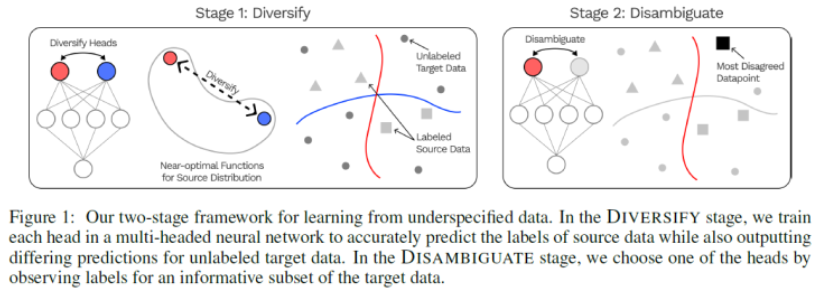 Stage 1: Diversify
Stage 2: Disambiguate
Diversify Heads
Diversify
Near-optimal Functions
for Source Distribution
Unlabeled
Target Data
Labeled
Source Data
Disambiguate
Most Disagreed
Datapoint
Figure 1: Our two-stage framework for learning from underspecified data. In the DIVERSIFY stage, we train
each head in a multi-headed neural network to accurately predict the labels of source data while also outputting
differing predictions for unlabeled target data. In the DISAMBIGUATE stage, we choose one of the heads by
observing labels for an informative subset of the target data.